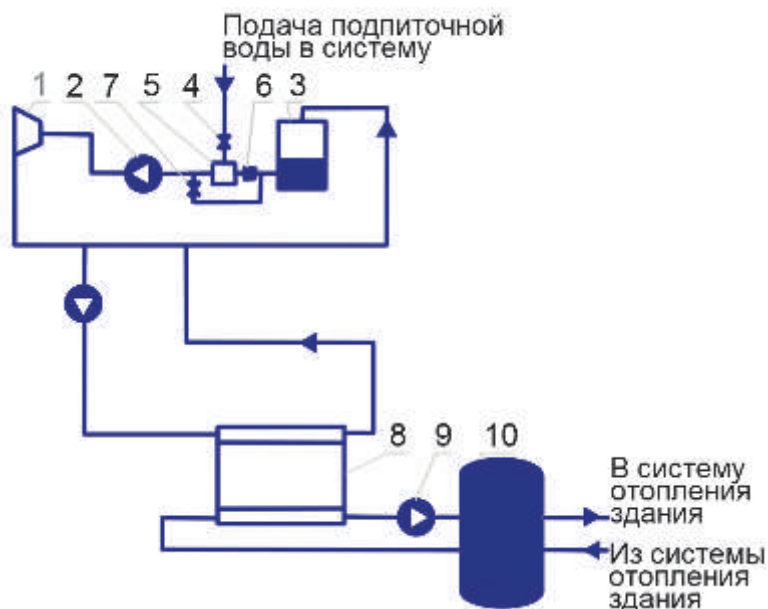 Подача подпиточной
воды в систему
1 2 7 5 4 6 3
8 9 10
В систему
отопления
здания
Из системы
отопления
здания